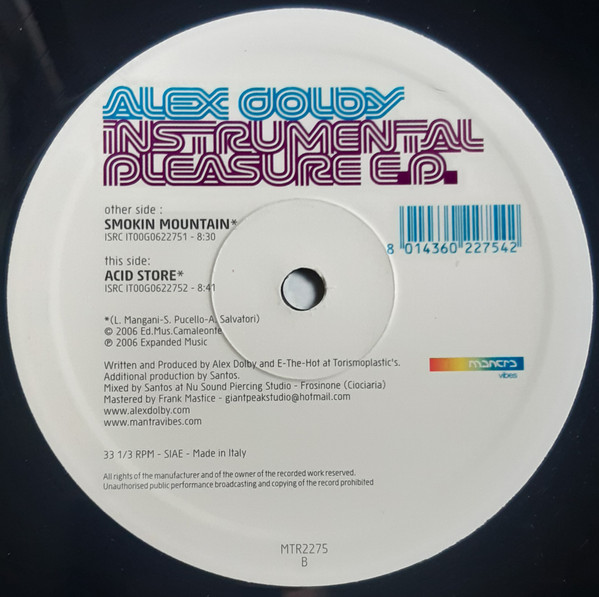 ALEX DOLBY
INSTRUMENTAL
PLEASURE E.P.
other side :
SMOKIN MOUNTAIN*
ISRC IT00G0622751 - 8:30
8 014360 227542
this side:
ACID STORE*
ISRC IT00G0622752 - 8:41
*(L. Mangani-S. Pucello-A. Salvatori)
© 2006 Ed.Mus.Camaleonte
℗ 2006 Expanded Music
mantra
vibes
Written and Produced by Alex Dolby and E-The-Hot at Torismoplastic's.
Additional production by Santos.
Mixed by Santos at Nu Sound Piercing Studio - Frosinone (Ciociaria)
Mastered by Frank Mastice - giantpeakstudio@hotmail.com
www.alexdolby.com
www.mantravibes.com
33 1/3 RPM - SIAE - Made in Italy
All rights of the manufacturer and of the owner of the recorded work reserved.
Unauthorised public performance broadcasting and copying of the record prohibited
MTR2275
B